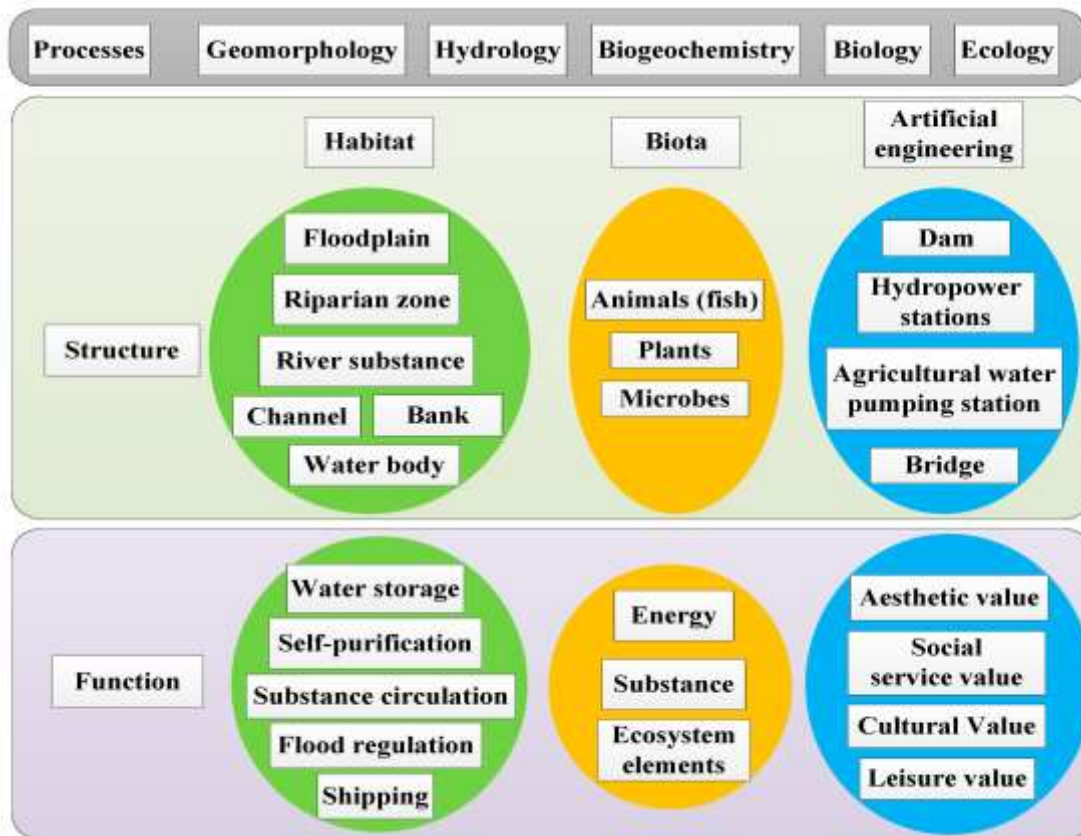 Processes
Geomorphology
Hydrology
Biogeochemistry
Biology
Ecology
Habitat
Biota
Artificial
engineering
Structure
Floodplain
Riparian zone
River substance
Channel
Bank
Water body
Animals (fish)
Plants
Microbes
Dam
Hydropower
stations
Agricultural water
pumping station
Bridge
Function
Water storage
Self-purification
Substance circulation
Flood regulation
Shipping
Energy
Substance
Ecosystem
elements
Aesthetic value
Social
service value
Cultural Value
Leisure value